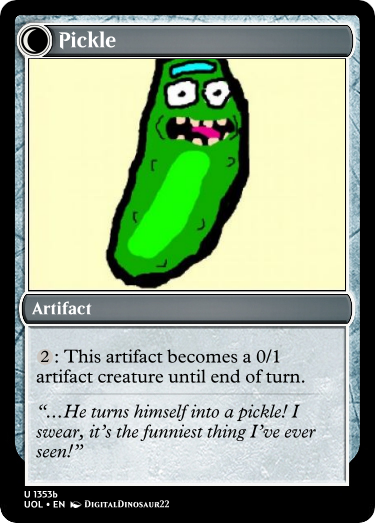 Pickle
Artifact
2: This artifact becomes a 0/1
artifact creature until end of turn.
“…He turns himself into a pickle! I
swear, it’s the funniest thing I’ve ever
seen!”
U 1353b
UOL • EN DigitalDinosaur22